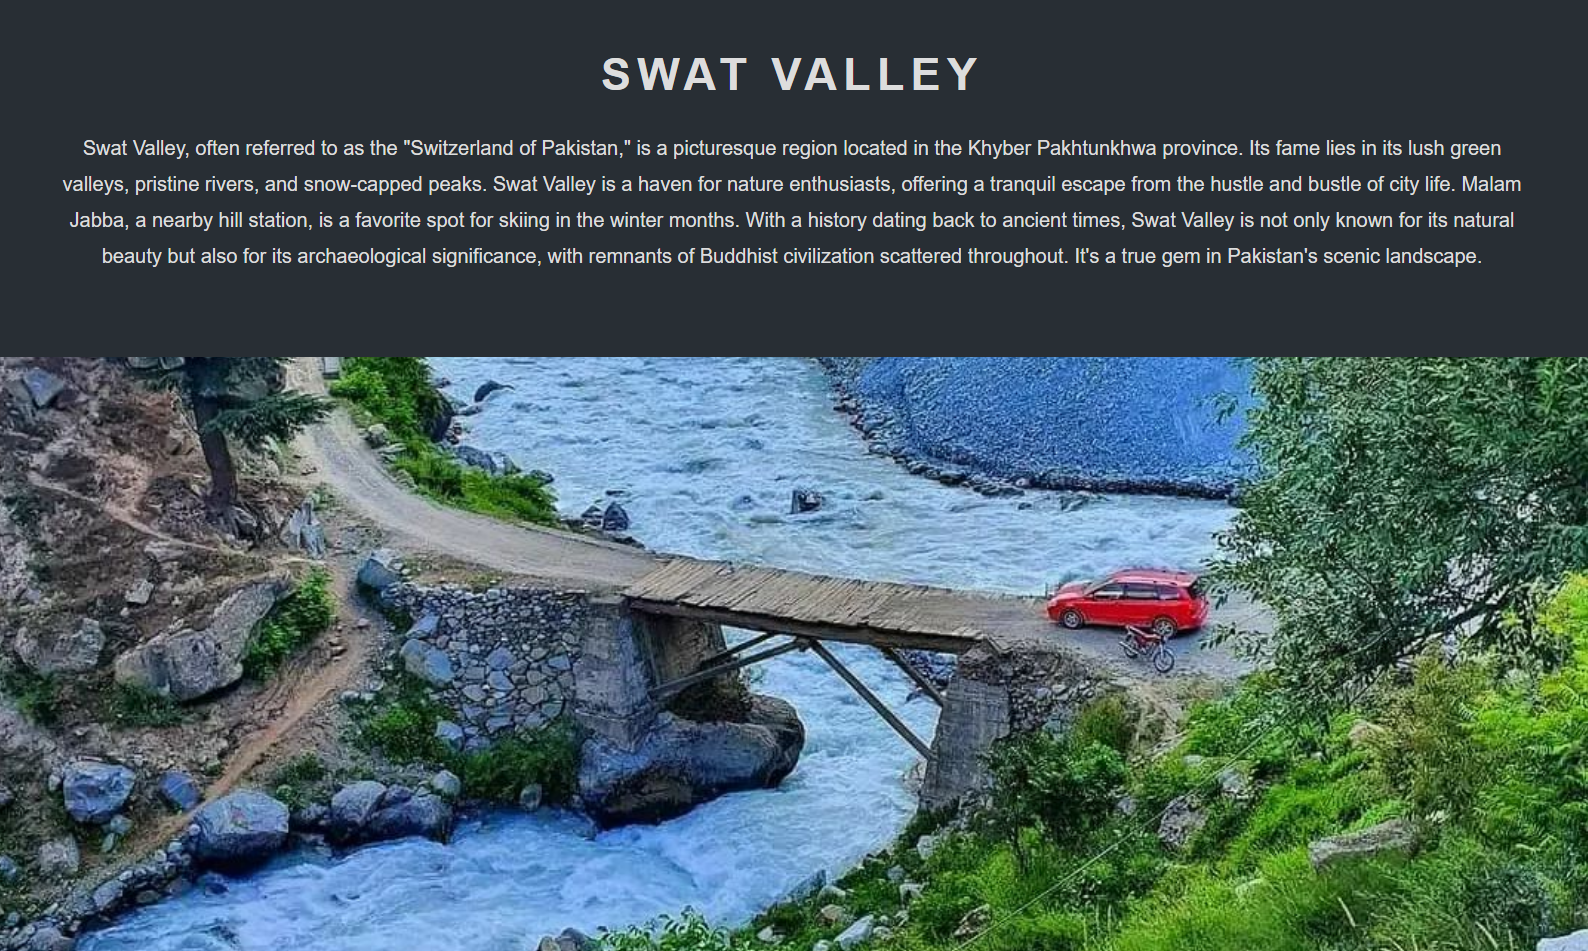 SWAT VALLEY
Swat Valley, often referred to as the "Switzerland of Pakistan," is a picturesque region located in the Khyber Pakhtunkhwa province. Its fame lies in its lush green
valleys, pristine rivers, and snow-capped peaks. Swat Valley is a haven for nature enthusiasts, offering a tranquil escape from the hustle and bustle of city life. Malam
Jabba, a nearby hill station, is a favorite spot for skiing in the winter months. With a history dating back to ancient times, Swat Valley is not only known for its natural
beauty but also for its archaeological significance, with remnants of Buddhist civilization scattered throughout. It's a true gem in Pakistan's scenic landscape.